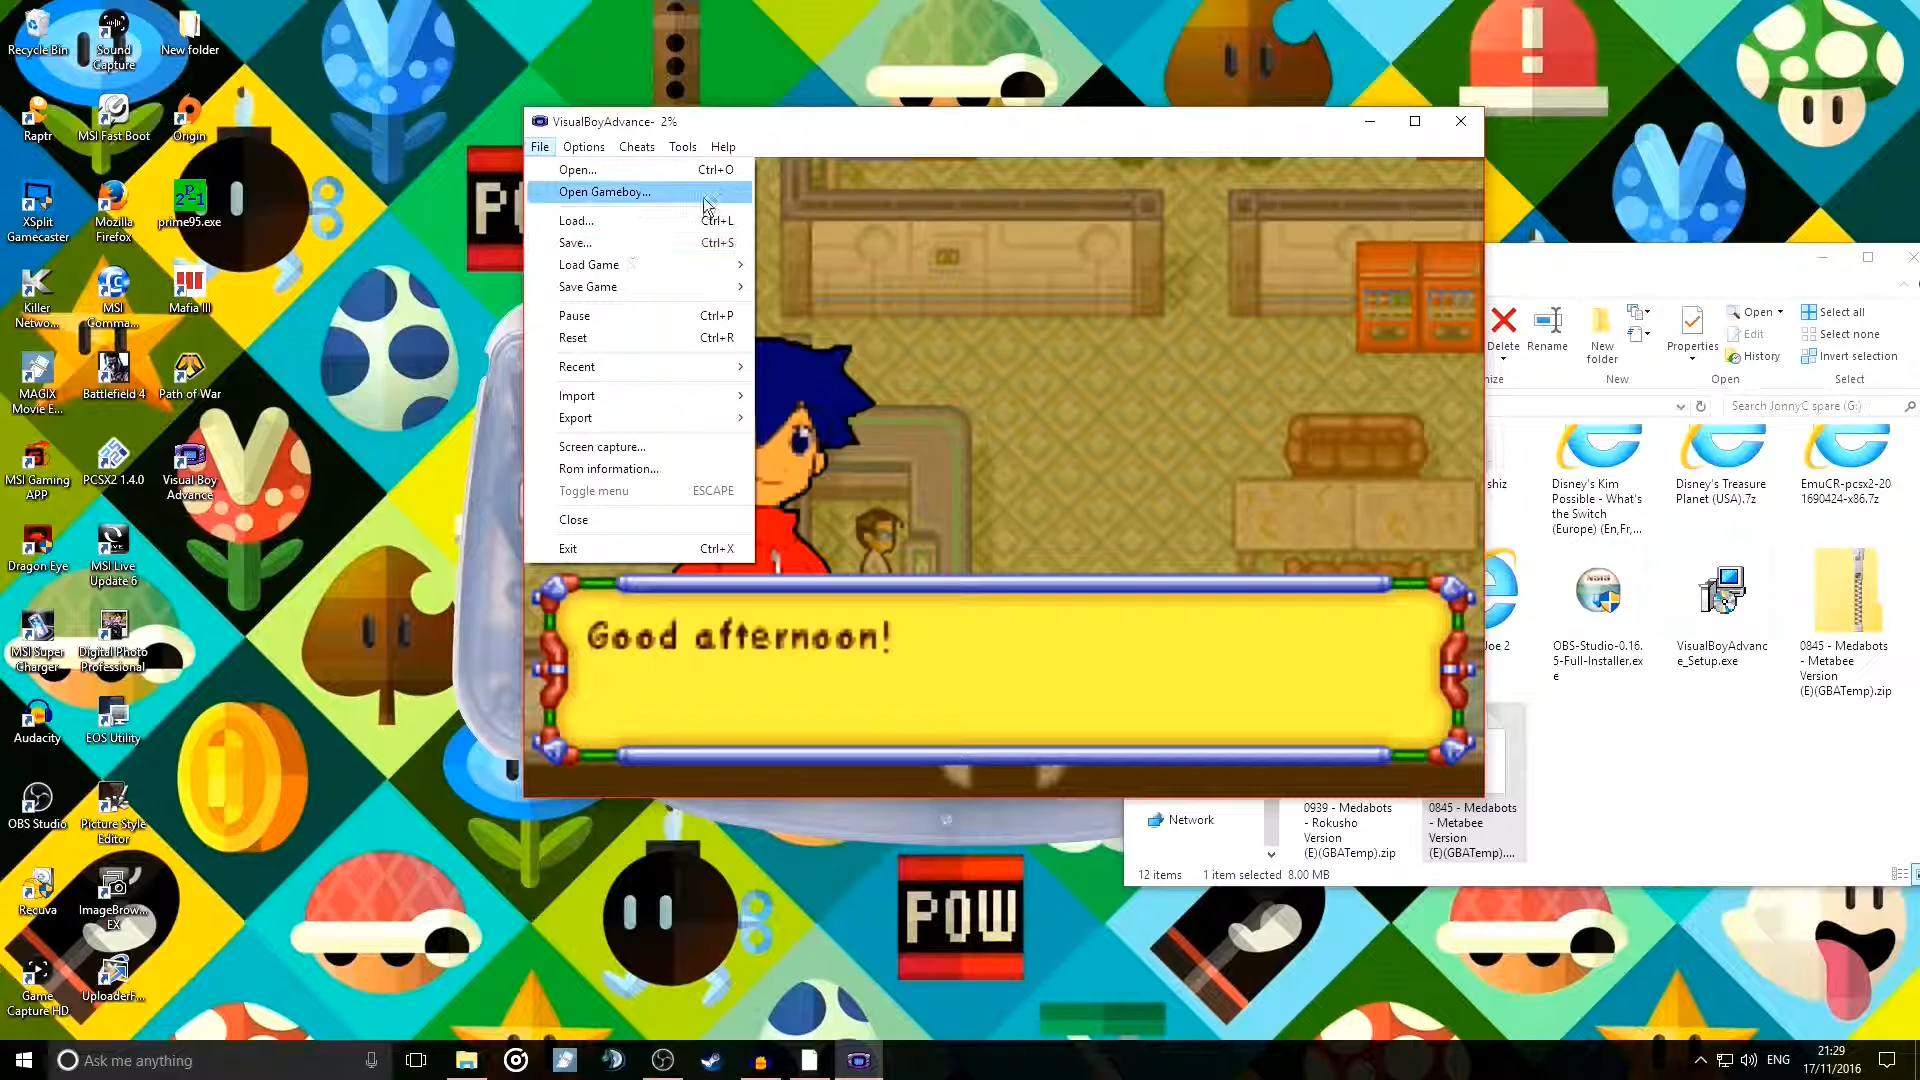 Recycle Bin
Sound
Capture
New folder
Raptr
MSI Fast Boot
Origin
XSplit
Gamecaster
Mozilla
Firefox
prime95.exe
Killer
Netwo...
MSI
Comma...
Mafia III
MAGIX
Movie E...
Battlefield 4
Path of War
MSI Gaming
APP
PCSX2 1.4.0
Visual Boy
Advance
Dragon Eye
MSI Live
Update 6
MSI Super
Charger
Digital Photo
Professional
Audacity
EOS Utility
OBS Studio
Picture Style
Editor
Recuva
ImageBrow...
EX
Game
Capture HD
UploaderF...
VisualBoyAdvance- 2%
File Options Cheats Tools Help
Open... Ctrl+O
Open Gameboy...
Load... Ctrl+L
Save... Ctrl+S
Load Game
Save Game
Pause Ctrl+P
Reset Ctrl+R
Recent
Import
Export
Screen capture...
Rom information...
Toggle menu ESCAPE
Close
Exit Ctrl+X
Good afternoon!
Delete
Rename
New
folder
Properties
Open
Edit
History
Select all
Select none
Invert selection
New
Open
Select
Search JonnyC spare (G:)
Disney's Kim
Possible - What's
the Switch
(Europe) (En,Fr,...
Disney's Treasure
Planet (USA).7z
EmuCR-pcsx2-20
1690424-x86.7z
Joe 2
OBS-Studio-0.16.
5-Full-Installer.ex
e
VisualBoyAdvanc
e_Setup.exe
0845 - Medabots
- Metabee
Version
(E)(GBATemp).zip
Network
0939 - Medabots
- Rokusho
Version
(E)(GBATemp).zip
0845 - Medabots
- Metabee
Version
(E)(GBATemp)....
12 items 1 item selected 8.00 MB
POW
Ask me anything
ENG
21:29
17/11/2016